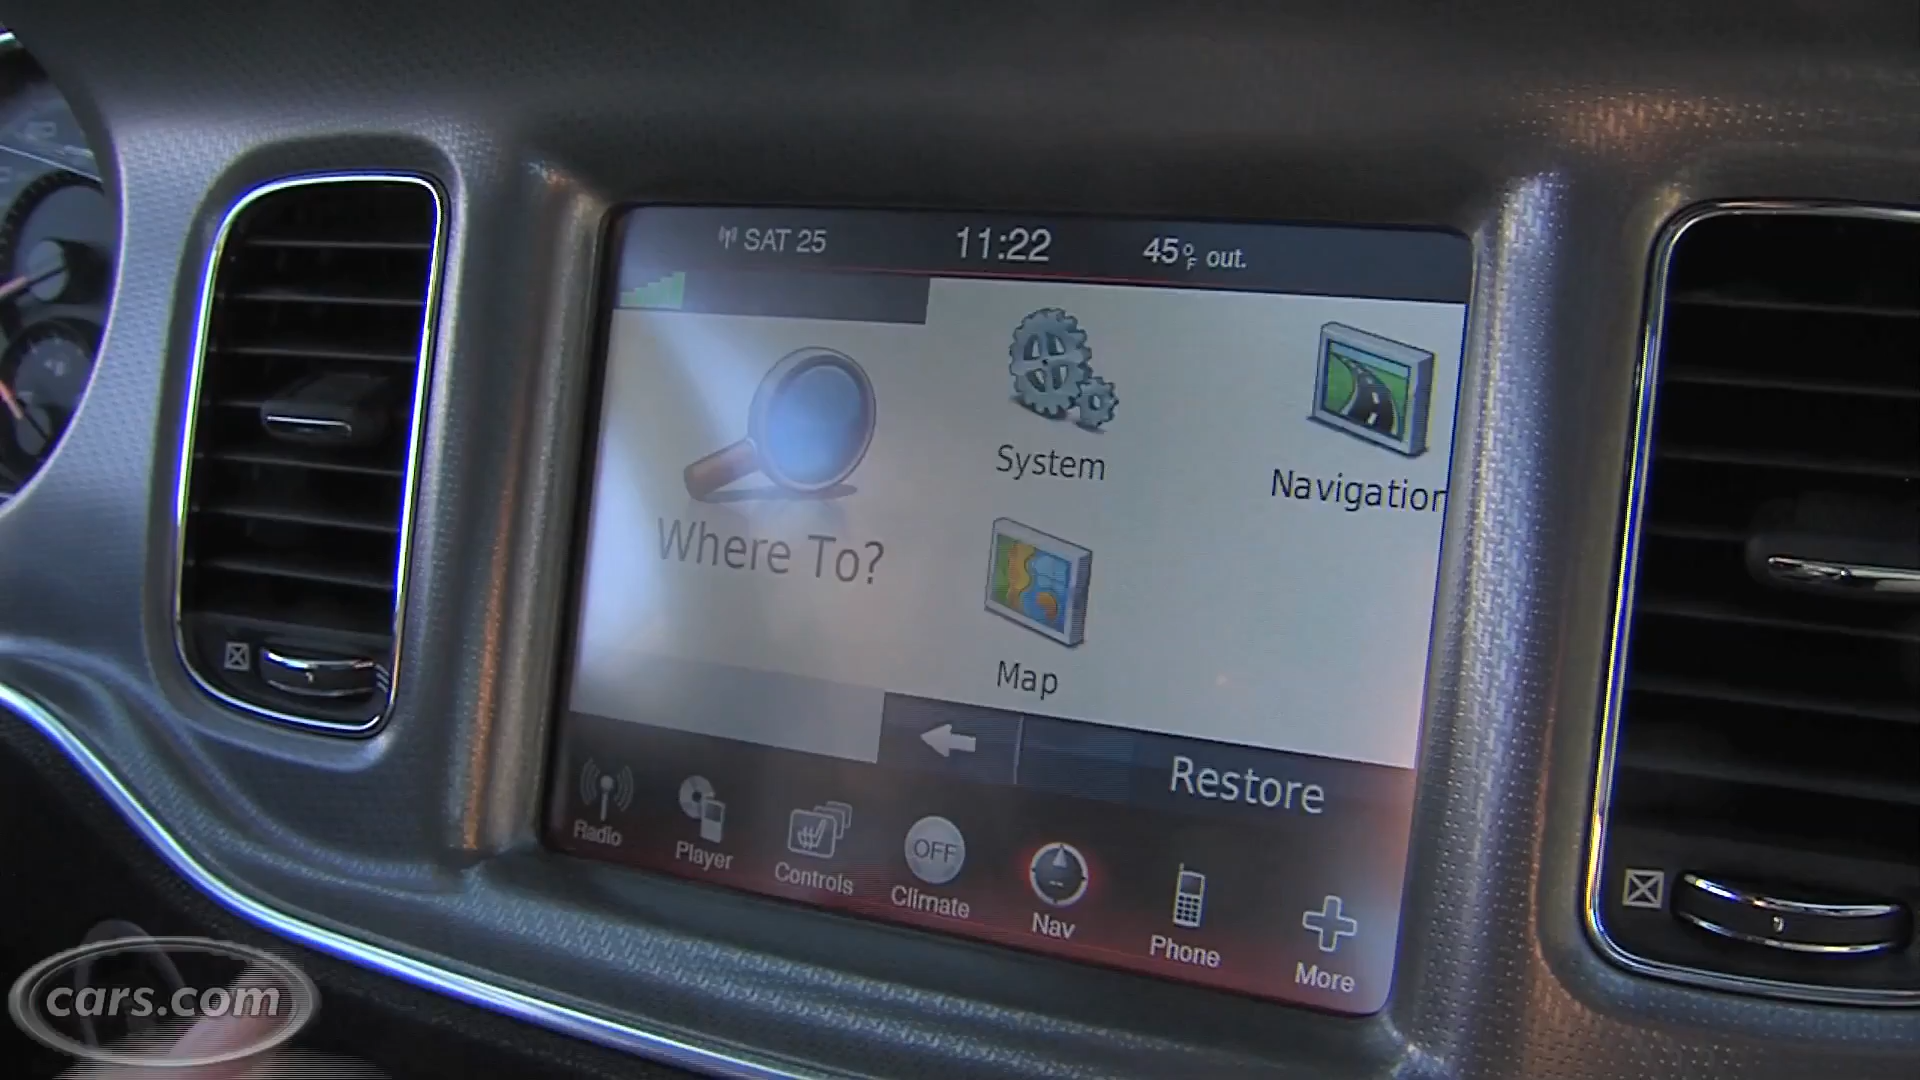 SAT 25
11:22
45°F out.
Where To?
System
Navigation
Map
Restore
Radio
Player
Controls
OFF
Climate
Nav
Phone
More
cars.com